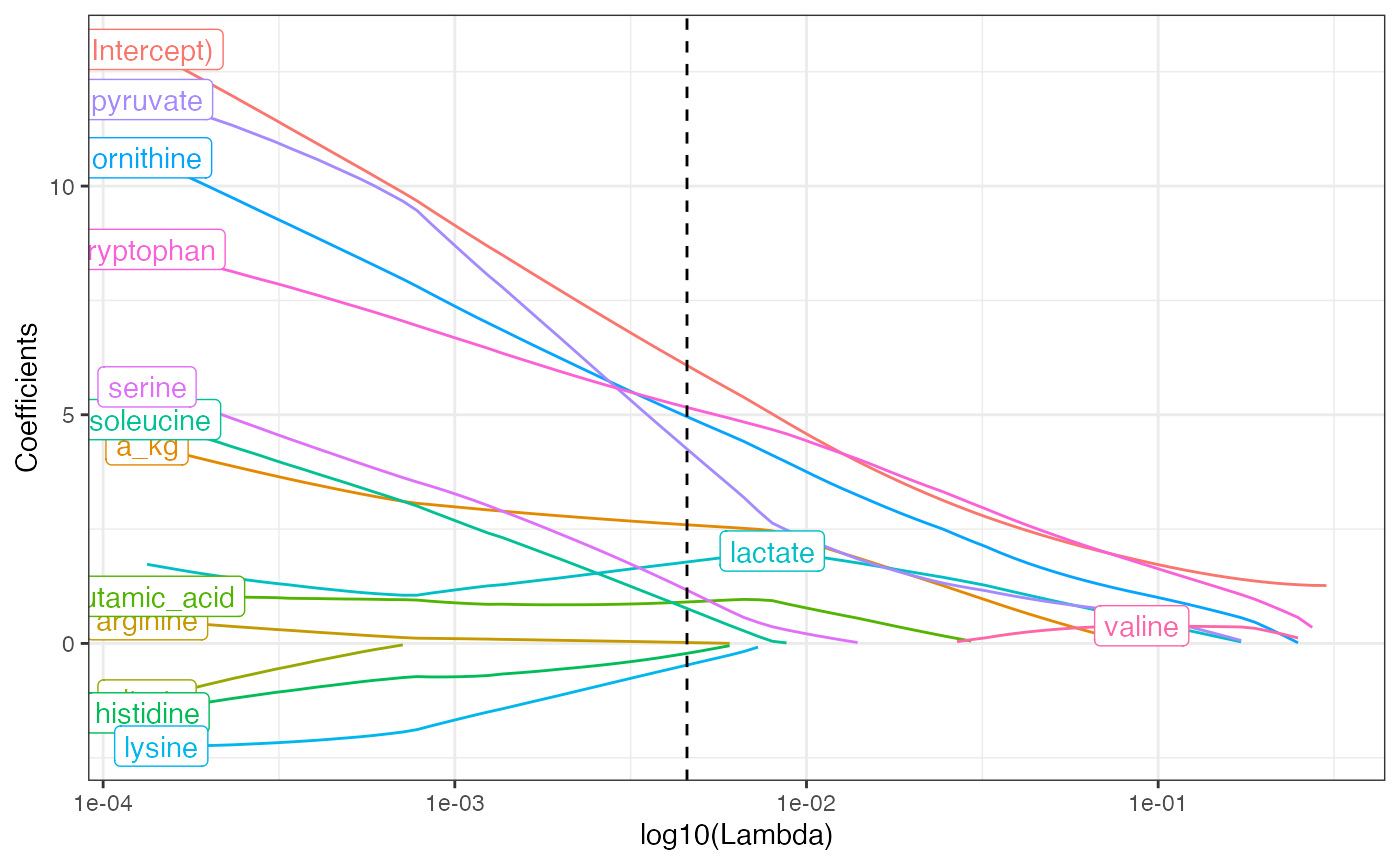 Intercept)
pyruvate
ornithine
ryptophan
serine
soleucine
a_kg
lactate
utamic_acid
arginine
valine
histidine
lysine
10
5
0
Coefficients
1e-04
1e-03
1e-02
1e-01
log10(Lambda)